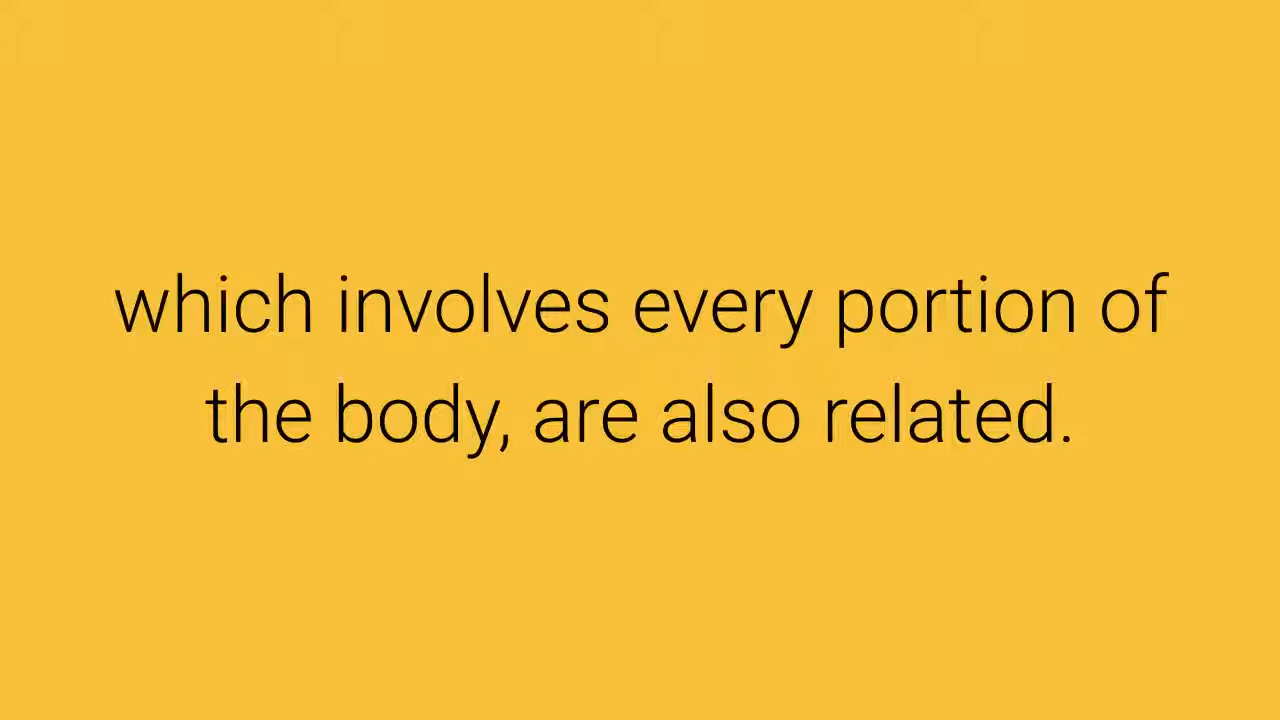 which involves every portion of
the body, are also related.